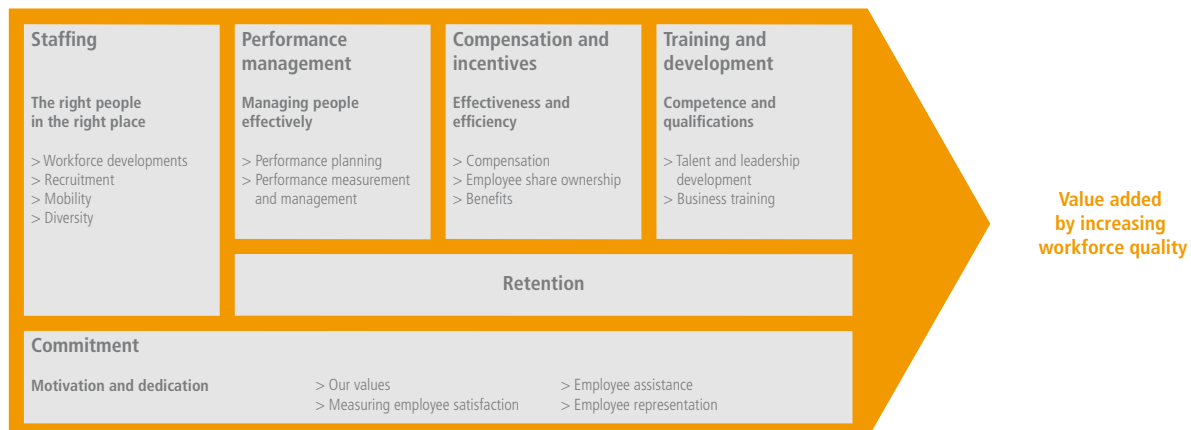 Staffing
The right people
in the right place
> Workforce developments
> Recruitment
> Mobility
> Diversity
Performance
management
Managing people
effectively
> Performance planning
> Performance measurement
and management
Compensation and
incentives
Effectiveness and
efficiency
> Compensation
> Employee share ownership
> Benefits
Training and
development
Competence and
qualifications
> Talent and leadership
development
> Business training
Retention
Commitment
Motivation and dedication
> Our values
> Measuring employee satisfaction
> Employee assistance
> Employee representation
Value added
by increasing
workforce quality